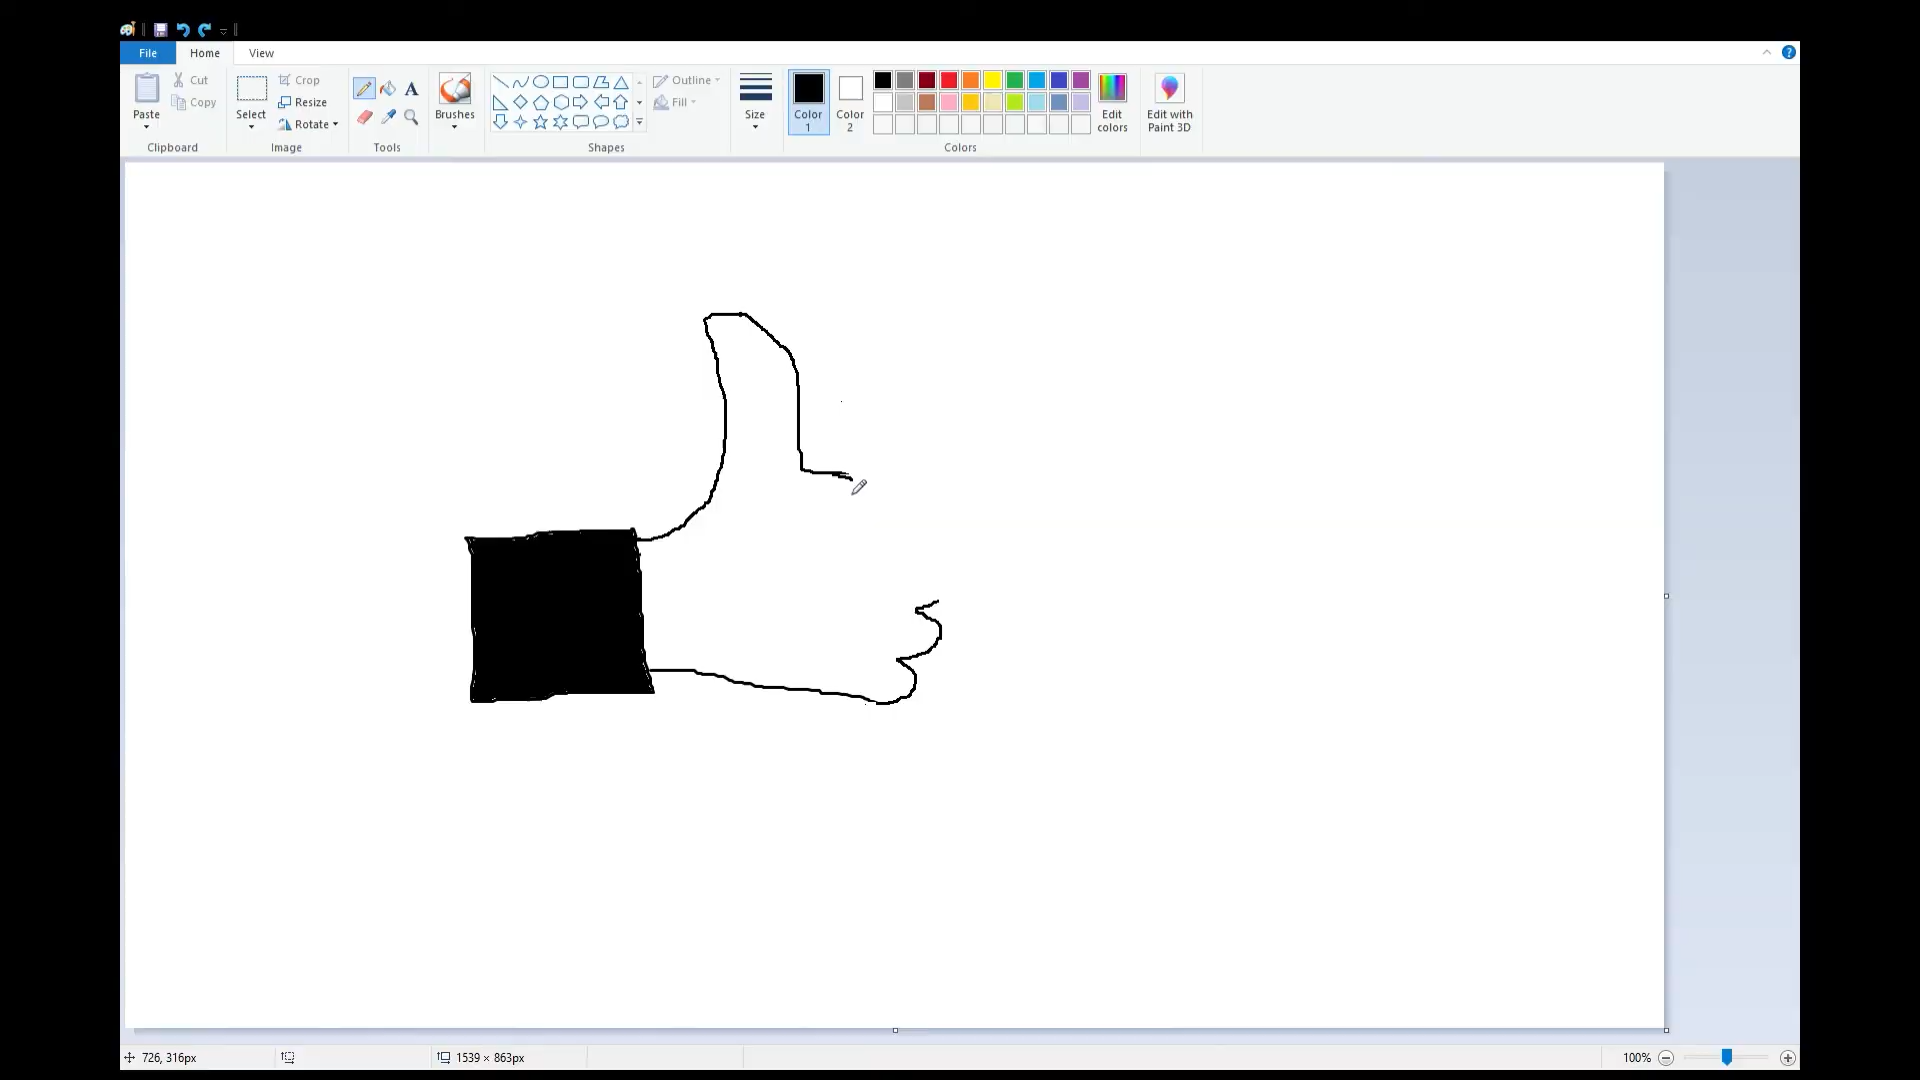 File Home View
Paste
Cut
Copy
Clipboard
Select
Crop
Resize
Rotate
Image
A
Tools
Brushes
Shapes
Outline
Fill
Size
Color
1
Color
2
Colors
Edit
colors
Edit with
Paint 3D
?
726, 316px
1539 × 863px
100%